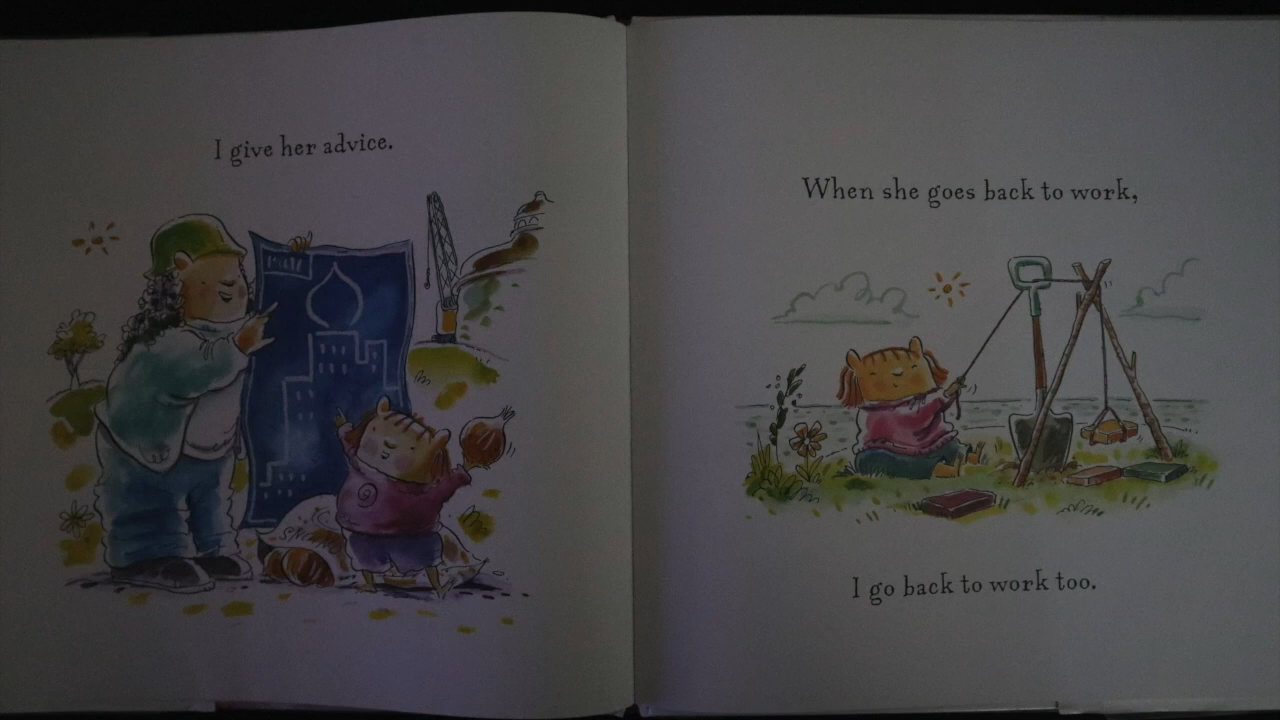 I give her advice.
When she goes back to work,
I go back to work too.